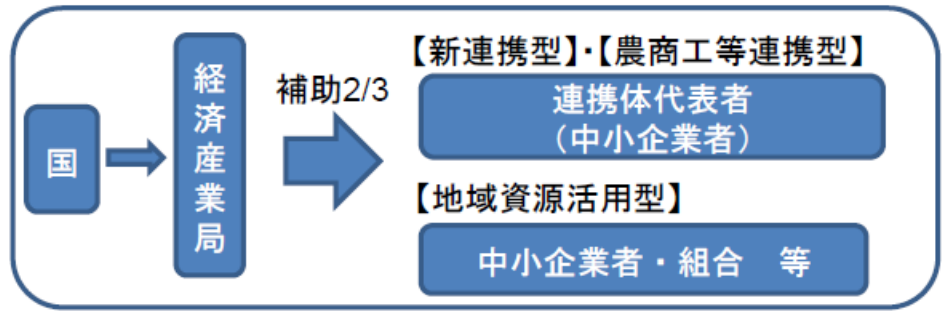 国
経済産業局
補助2/3
【新連携型】・【農商工等連携型】
連携体代表者
（中小企業者）
【地域資源活用型】
中小企業者・組合　等